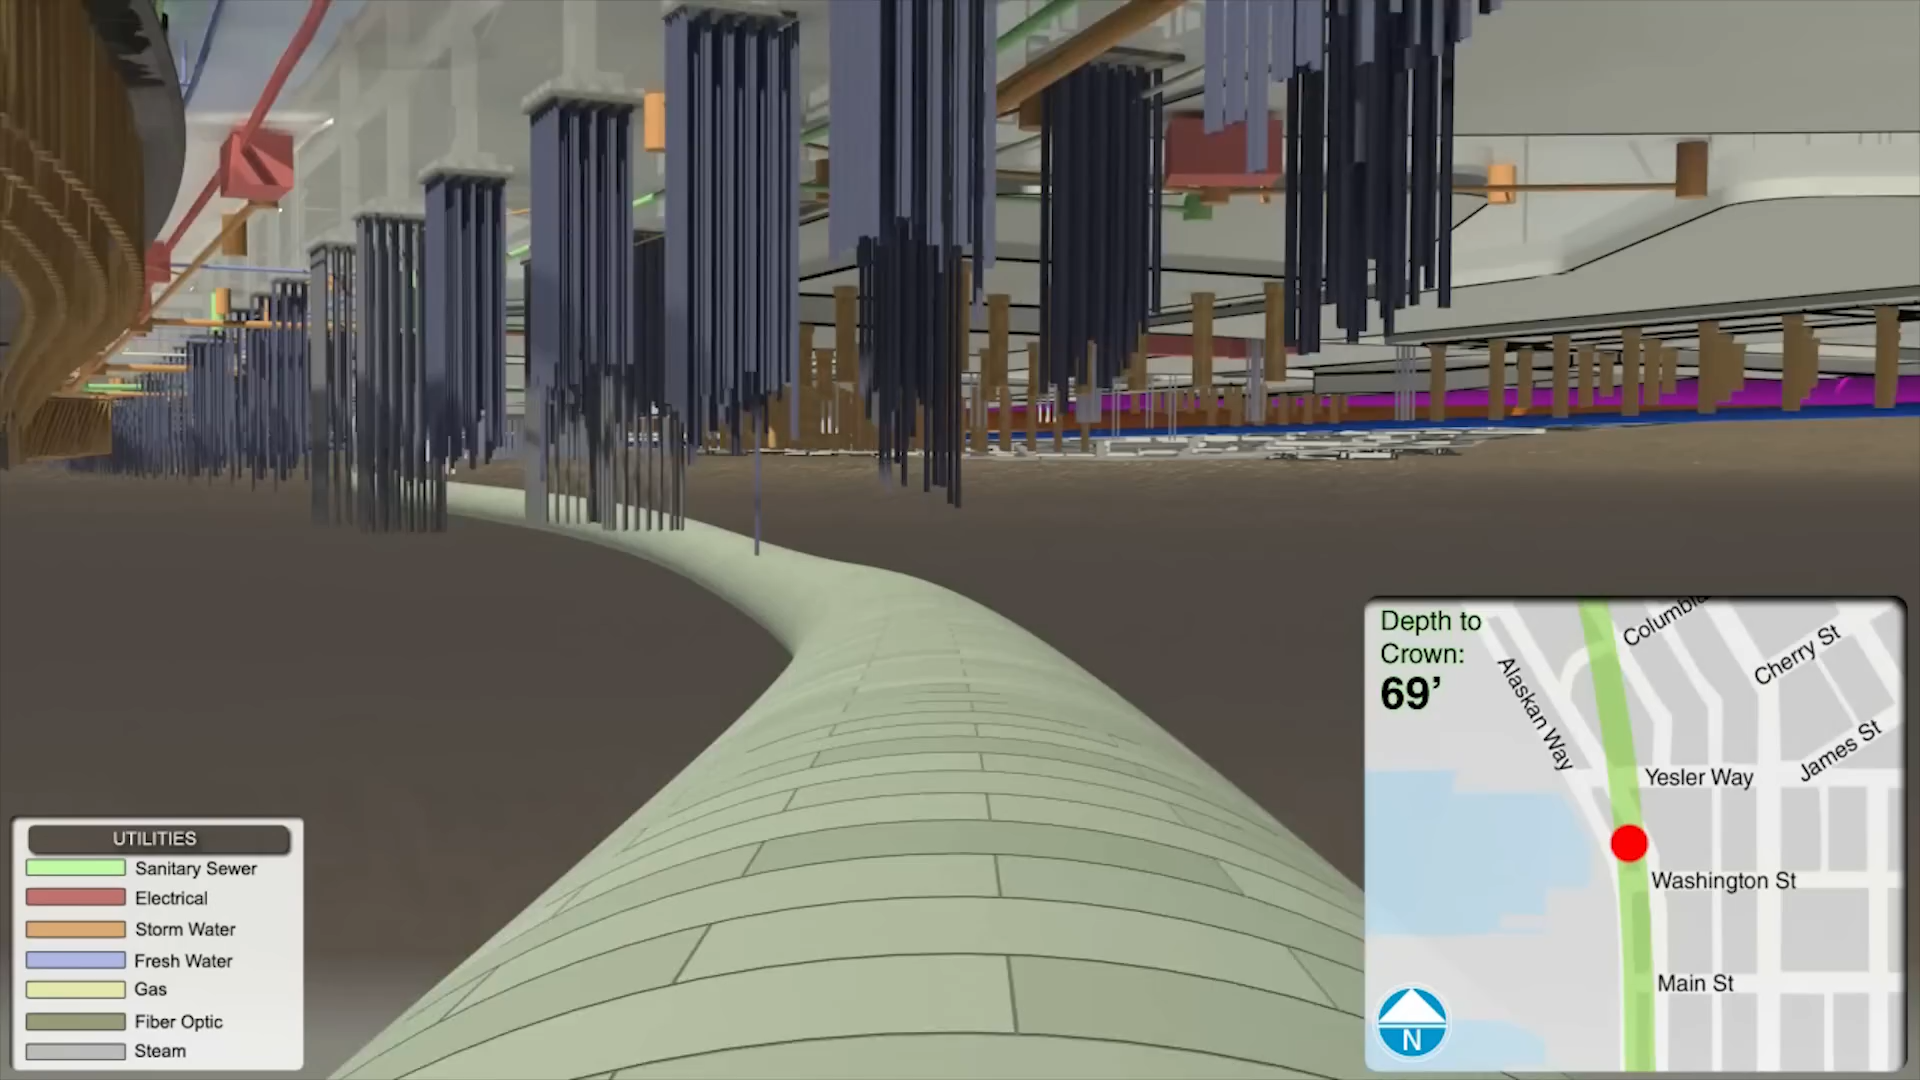 Depth to
Crown:
69’
Columbia
Cherry St
Alaskan Way
James St
Yesler Way
Washington St
Main St
N
UTILITIES
Sanitary Sewer
Electrical
Storm Water
Fresh Water
Gas
Fiber Optic
Steam